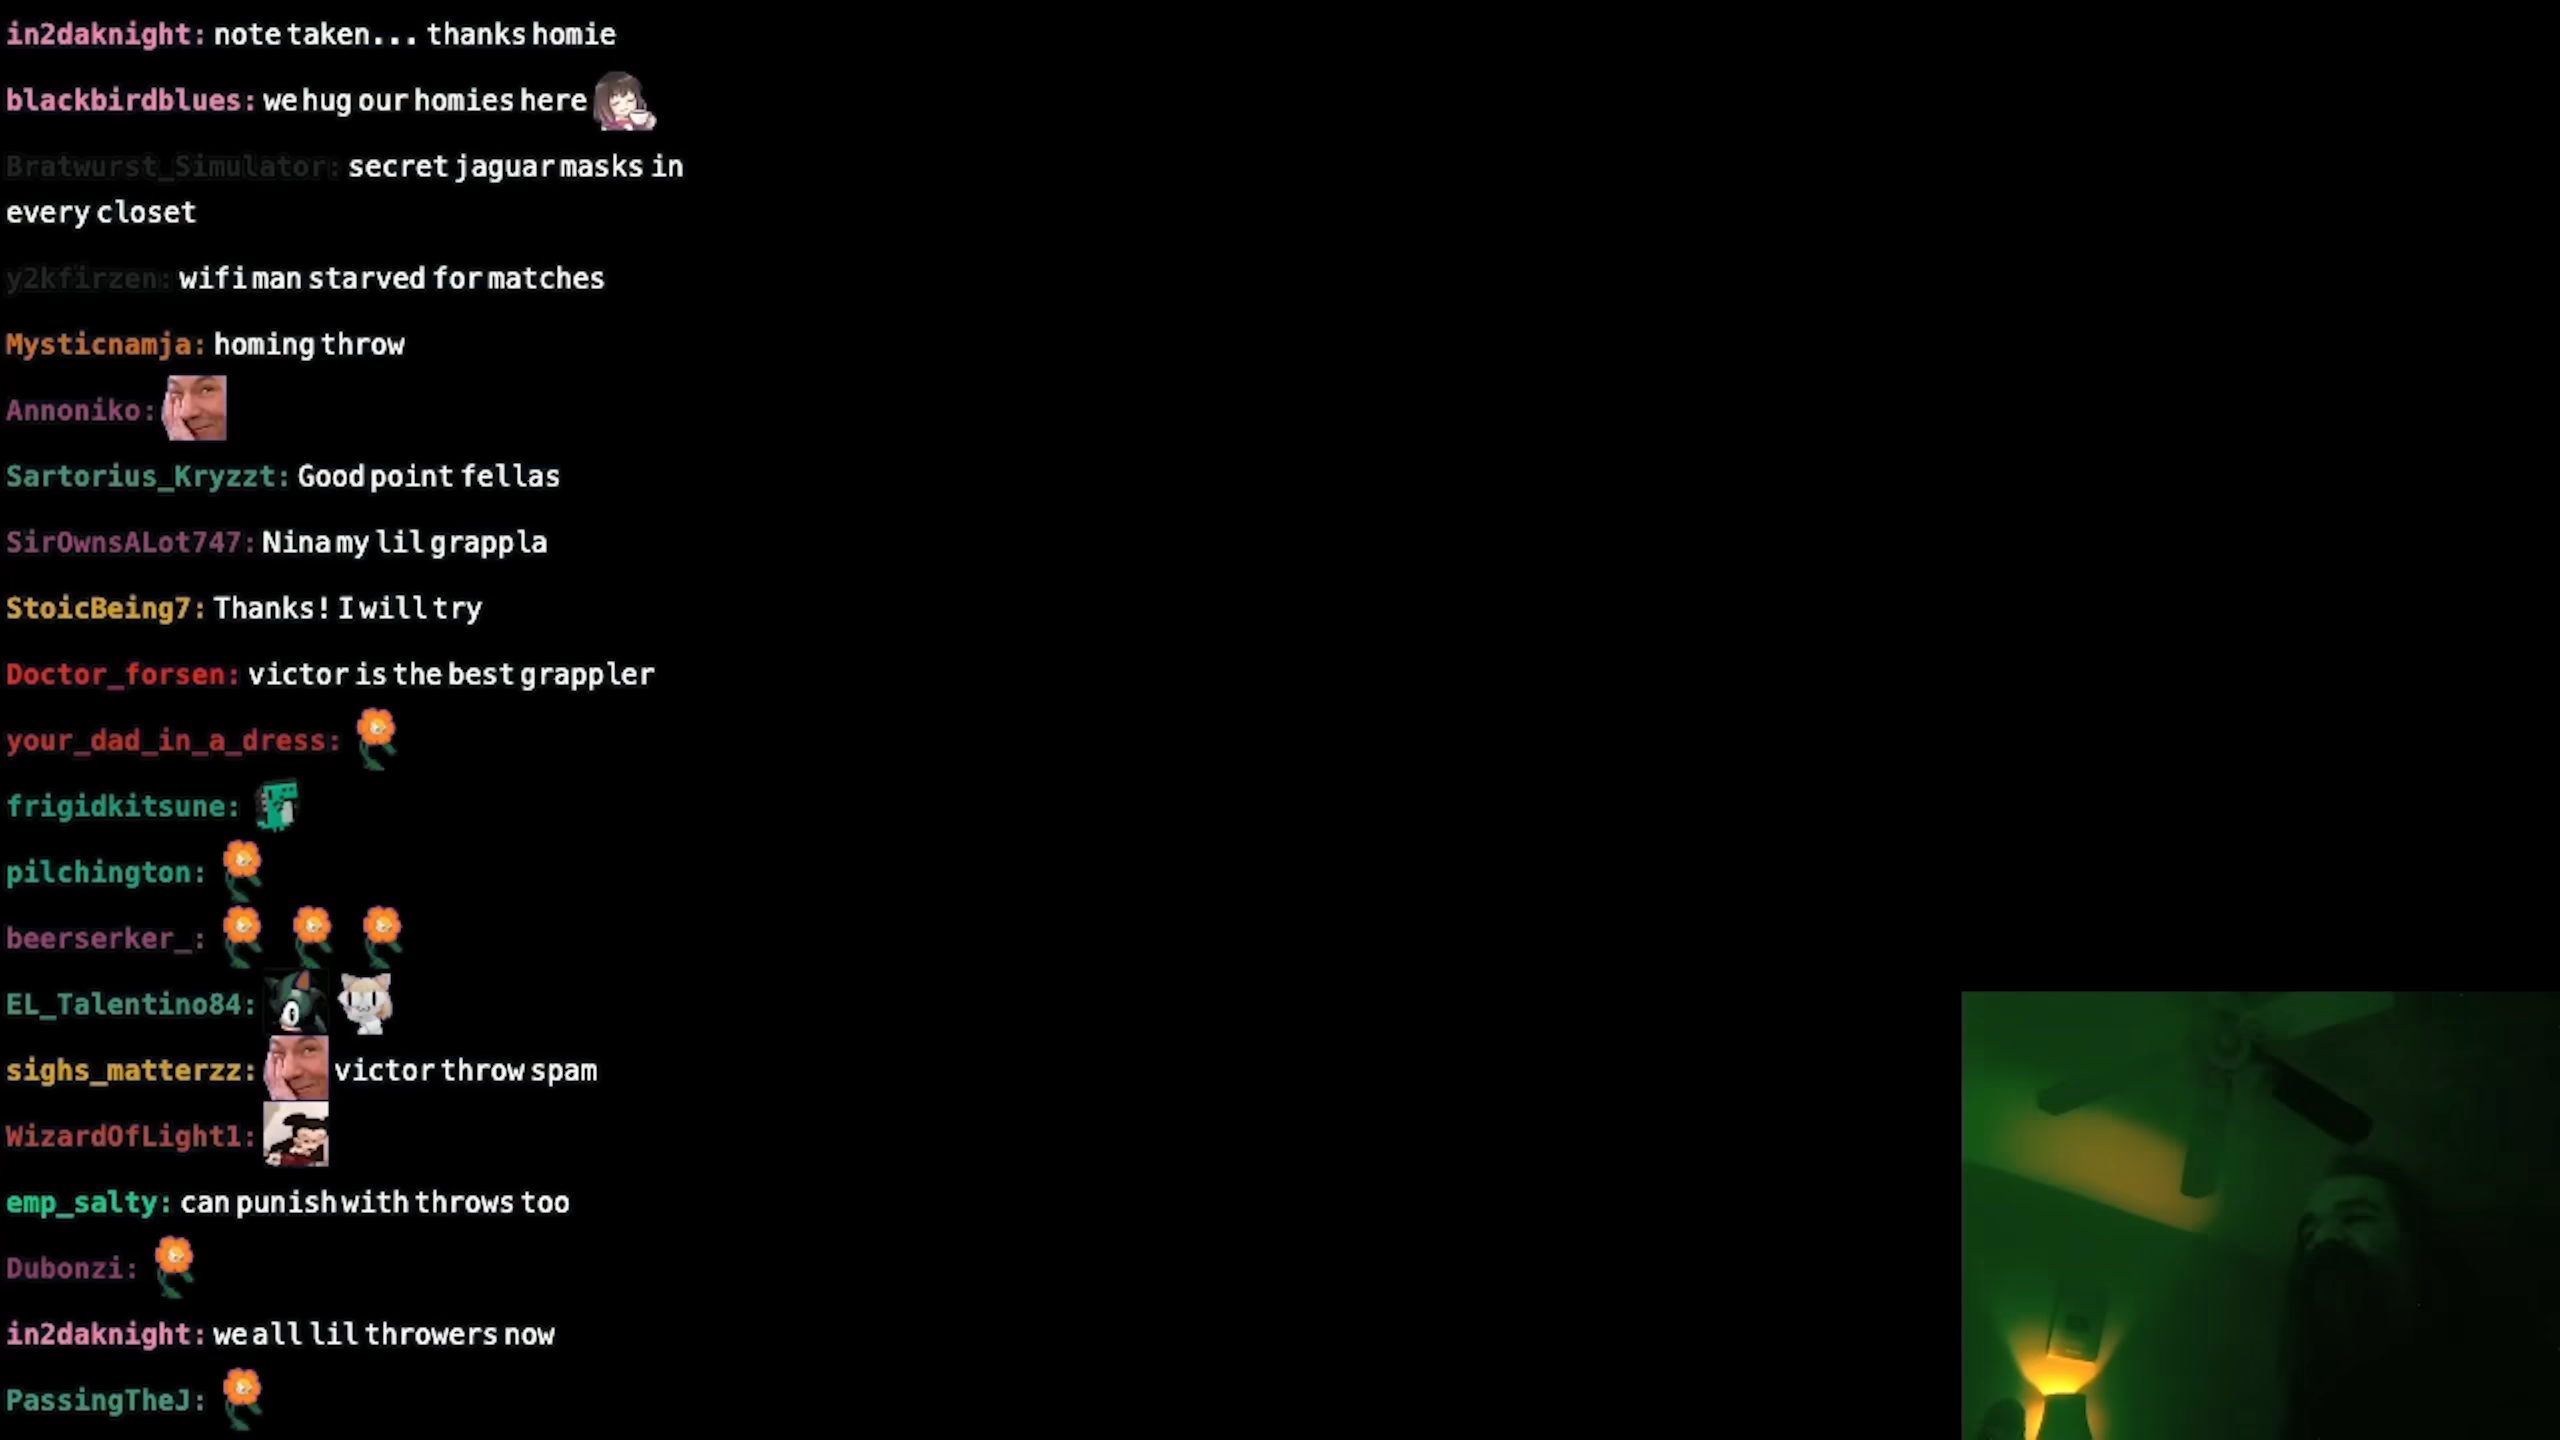 in2daknight: note taken... thanks homie
blackbirdblues: we hug our homies here
Bratwurst_Simulator: secret jaguar masks in
every closet
y2kfirzen: wifi man starved for matches
Mysticnamja: homing throw
Annoniko:
Sartorius_Kryzzt: Good point fellas
SirOwnsALot747: Nina my lil grappla
StoicBeing7: Thanks! I will try
Doctor_forsen: victor is the best grappler
your_dad_in_a_dress:
frigidkitsune:
pilchington:
beerserker_:
EL_Talentino84:
sighs_matterzz: victor throw spam
WizardOfLight1:
emp_salty: can punish with throws too
Dubonzi:
in2daknight: we all lil throwers now
PassingTheJ: